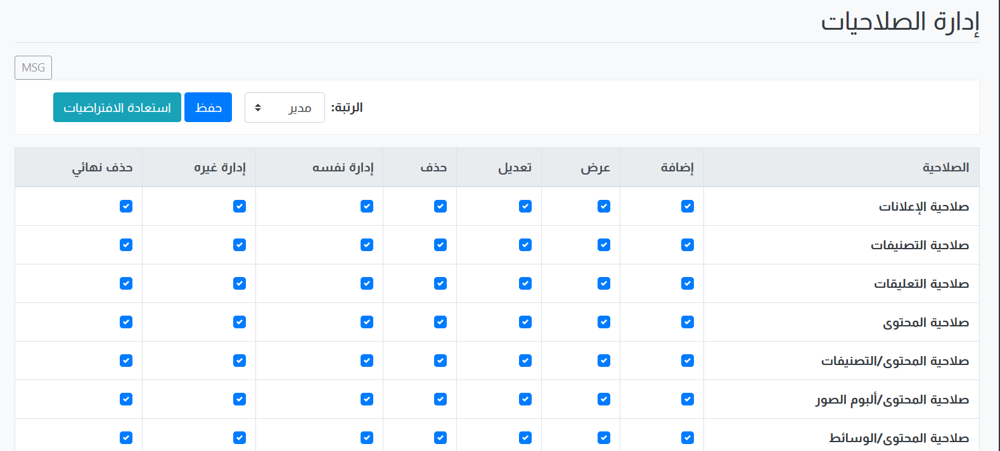 إدارة الصلاحيات
MSG
الرتبة: مدير حفظ استعادة الافتراضيات
الصلاحية إضافة عرض تعديل حذف إدارة نفسه إدارة غيره حذف نهائي
صلاحية الإعلانات
صلاحية التصنيفات
صلاحية التعليقات
صلاحية المحتوى
صلاحية المحتوى/التصنيفات
صلاحية المحتوى/ألبوم الصور
صلاحية المحتوى/الوسائط